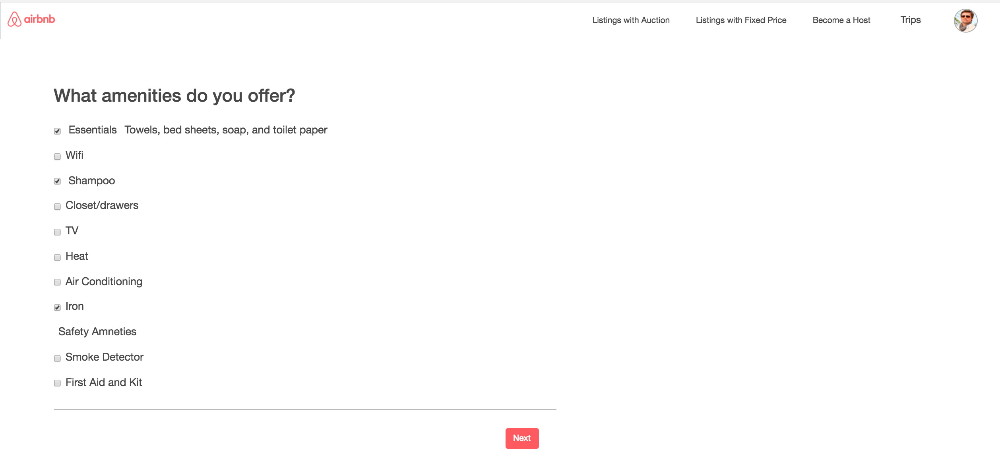 airbnb Listings with Auction Listings with Fixed Price Become a Host Trips
What amenities do you offer?
Essentials Towels, bed sheets, soap, and toilet paper
Wifi
Shampoo
Closet/drawers
TV
Heat
Air Conditioning
Iron
Safety Amneties
Smoke Detector
First Aid and Kit
Next